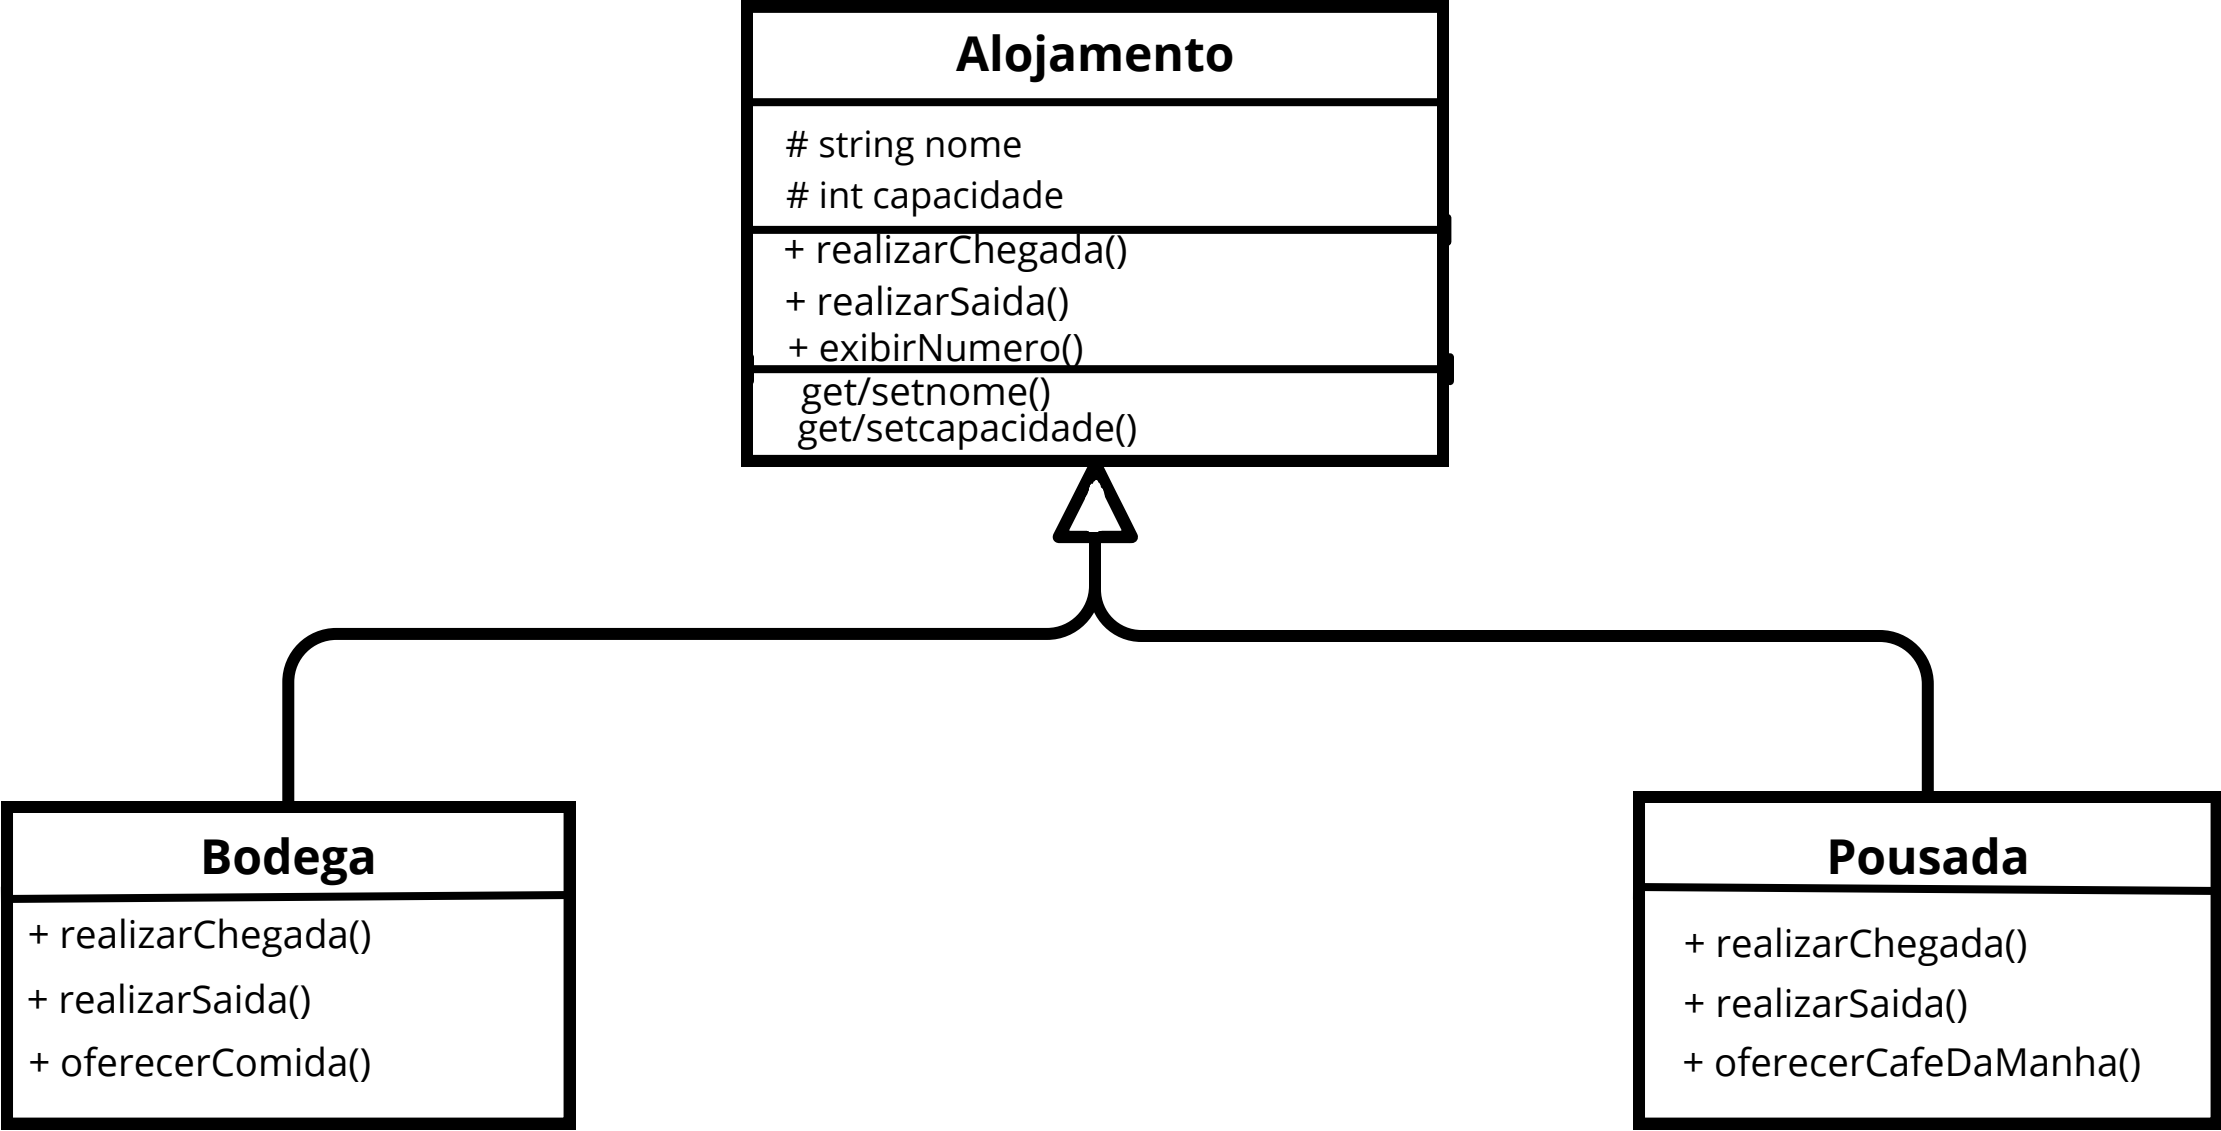 Alojamento
# string nome
# int capacidade
+ realizarChegada()
+ realizarSaida()
+ exibirNumero()
get/setnome()
get/setcapacidade()
Bodega
+ realizarChegada()
+ realizarSaida()
+ oferecerComida()
Pousada
+ realizarChegada()
+ realizarSaida()
+ oferecerCafeDaManha()